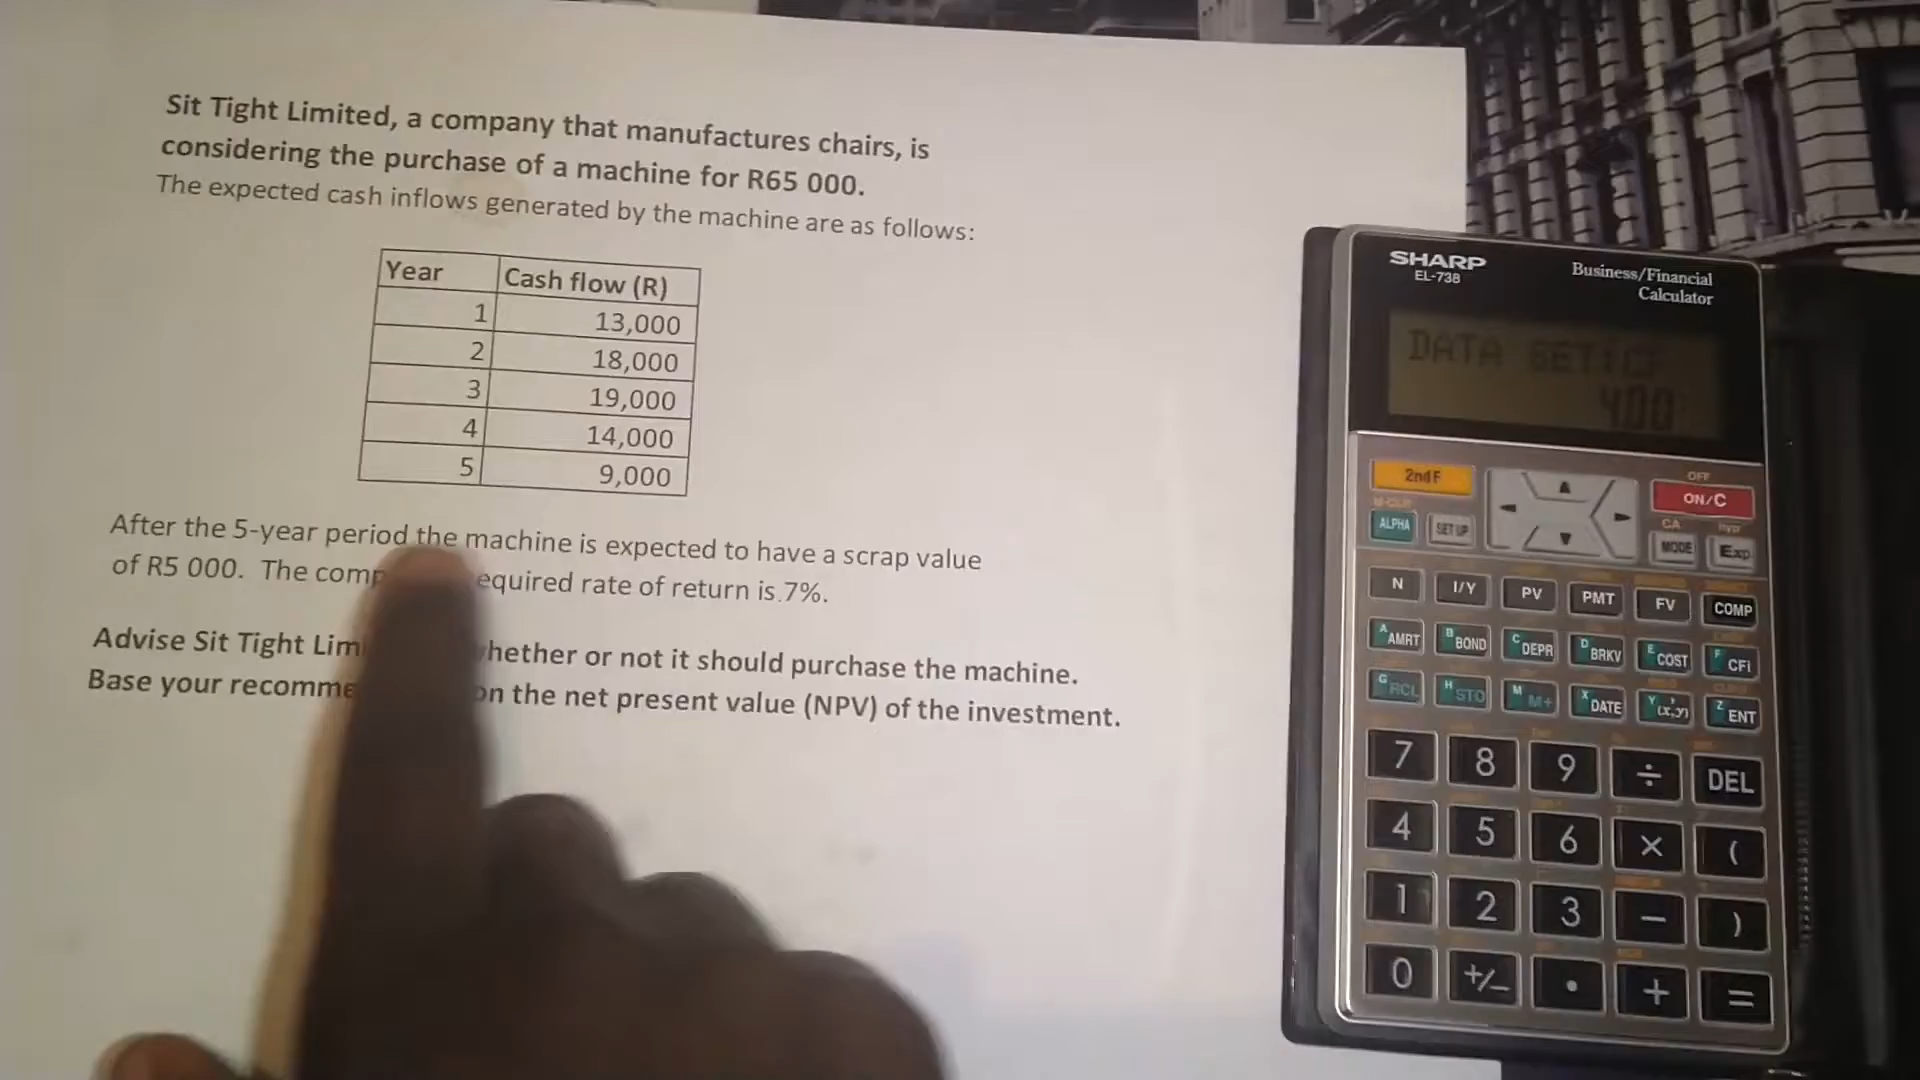 Sit Tight Limited, a company that manufactures chairs, is
considering the purchase of a machine for R65 000.
The expected cash inflows generated by the machine are as follows:
Year Cash flow (R)
1 13,000
2 18,000
3 19,000
4 14,000
5 9,000
After the 5-year period the machine is expected to have a scrap value
of R5 000. The comp equired rate of return is 7%.
Advise Sit Tight Lim hether or not it should purchase the machine.
Base your recomme on the net present value (NPV) of the investment.
SHARP
EL-738
Business/Financial
Calculator
DATA SET:CF
4.00
2ndF
OFF
ON/C
M-CLR
ALPHA
SET UP
CA
MODE
hyp
Exp
N I/Y PV PMT FV COMP
A AMRT B BOND C DEPR D BRKV E COST F CFi
G RCL H STO M M+ X DATE Y (x,y) Z ENT
7 8 9 ÷ DEL
4 5 6 × (
1 2 3 − )
0 +/− • + =